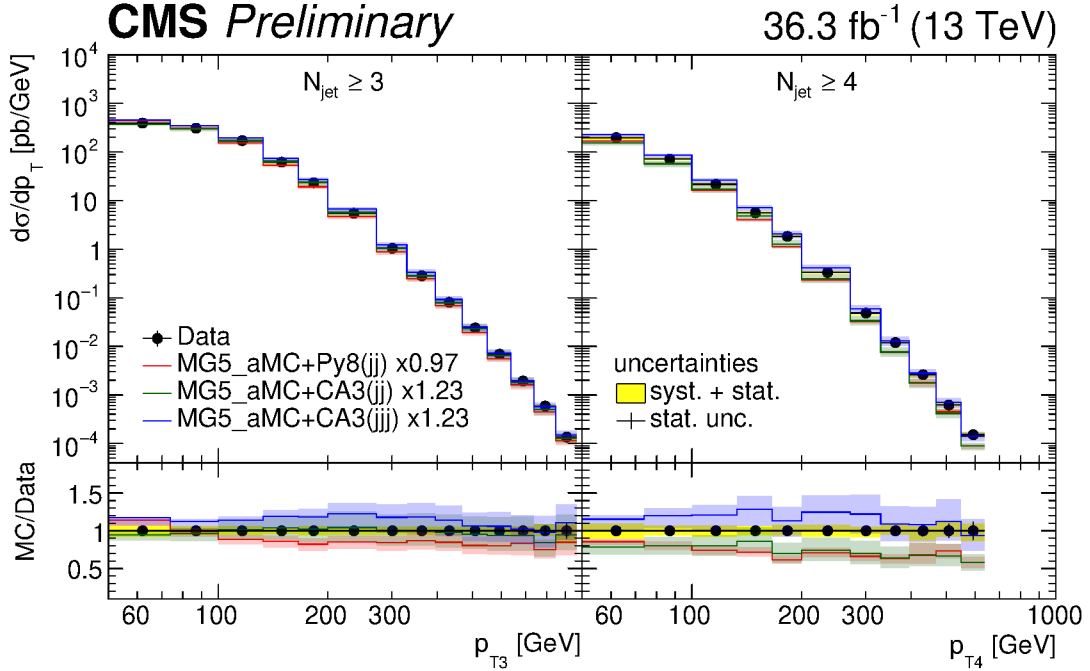 CMS Preliminary
36.3 fb⁻¹ (13 TeV)
N_jet ≥ 3
N_jet ≥ 4
dσ/dp_T [pb/GeV]
10⁴
10³
10²
10
1
10⁻¹
10⁻²
10⁻³
10⁻⁴
Data
MG5_aMC+Py8(jj) x0.97
MG5_aMC+CA3(jj) x1.23
MG5_aMC+CA3(jjj) x1.23
uncertainties
syst. + stat.
stat. unc.
MC/Data
1.5
1
0.5
60 100 200 300
60 100 200 300 1000
p_T3 [GeV]
p_T4 [GeV]